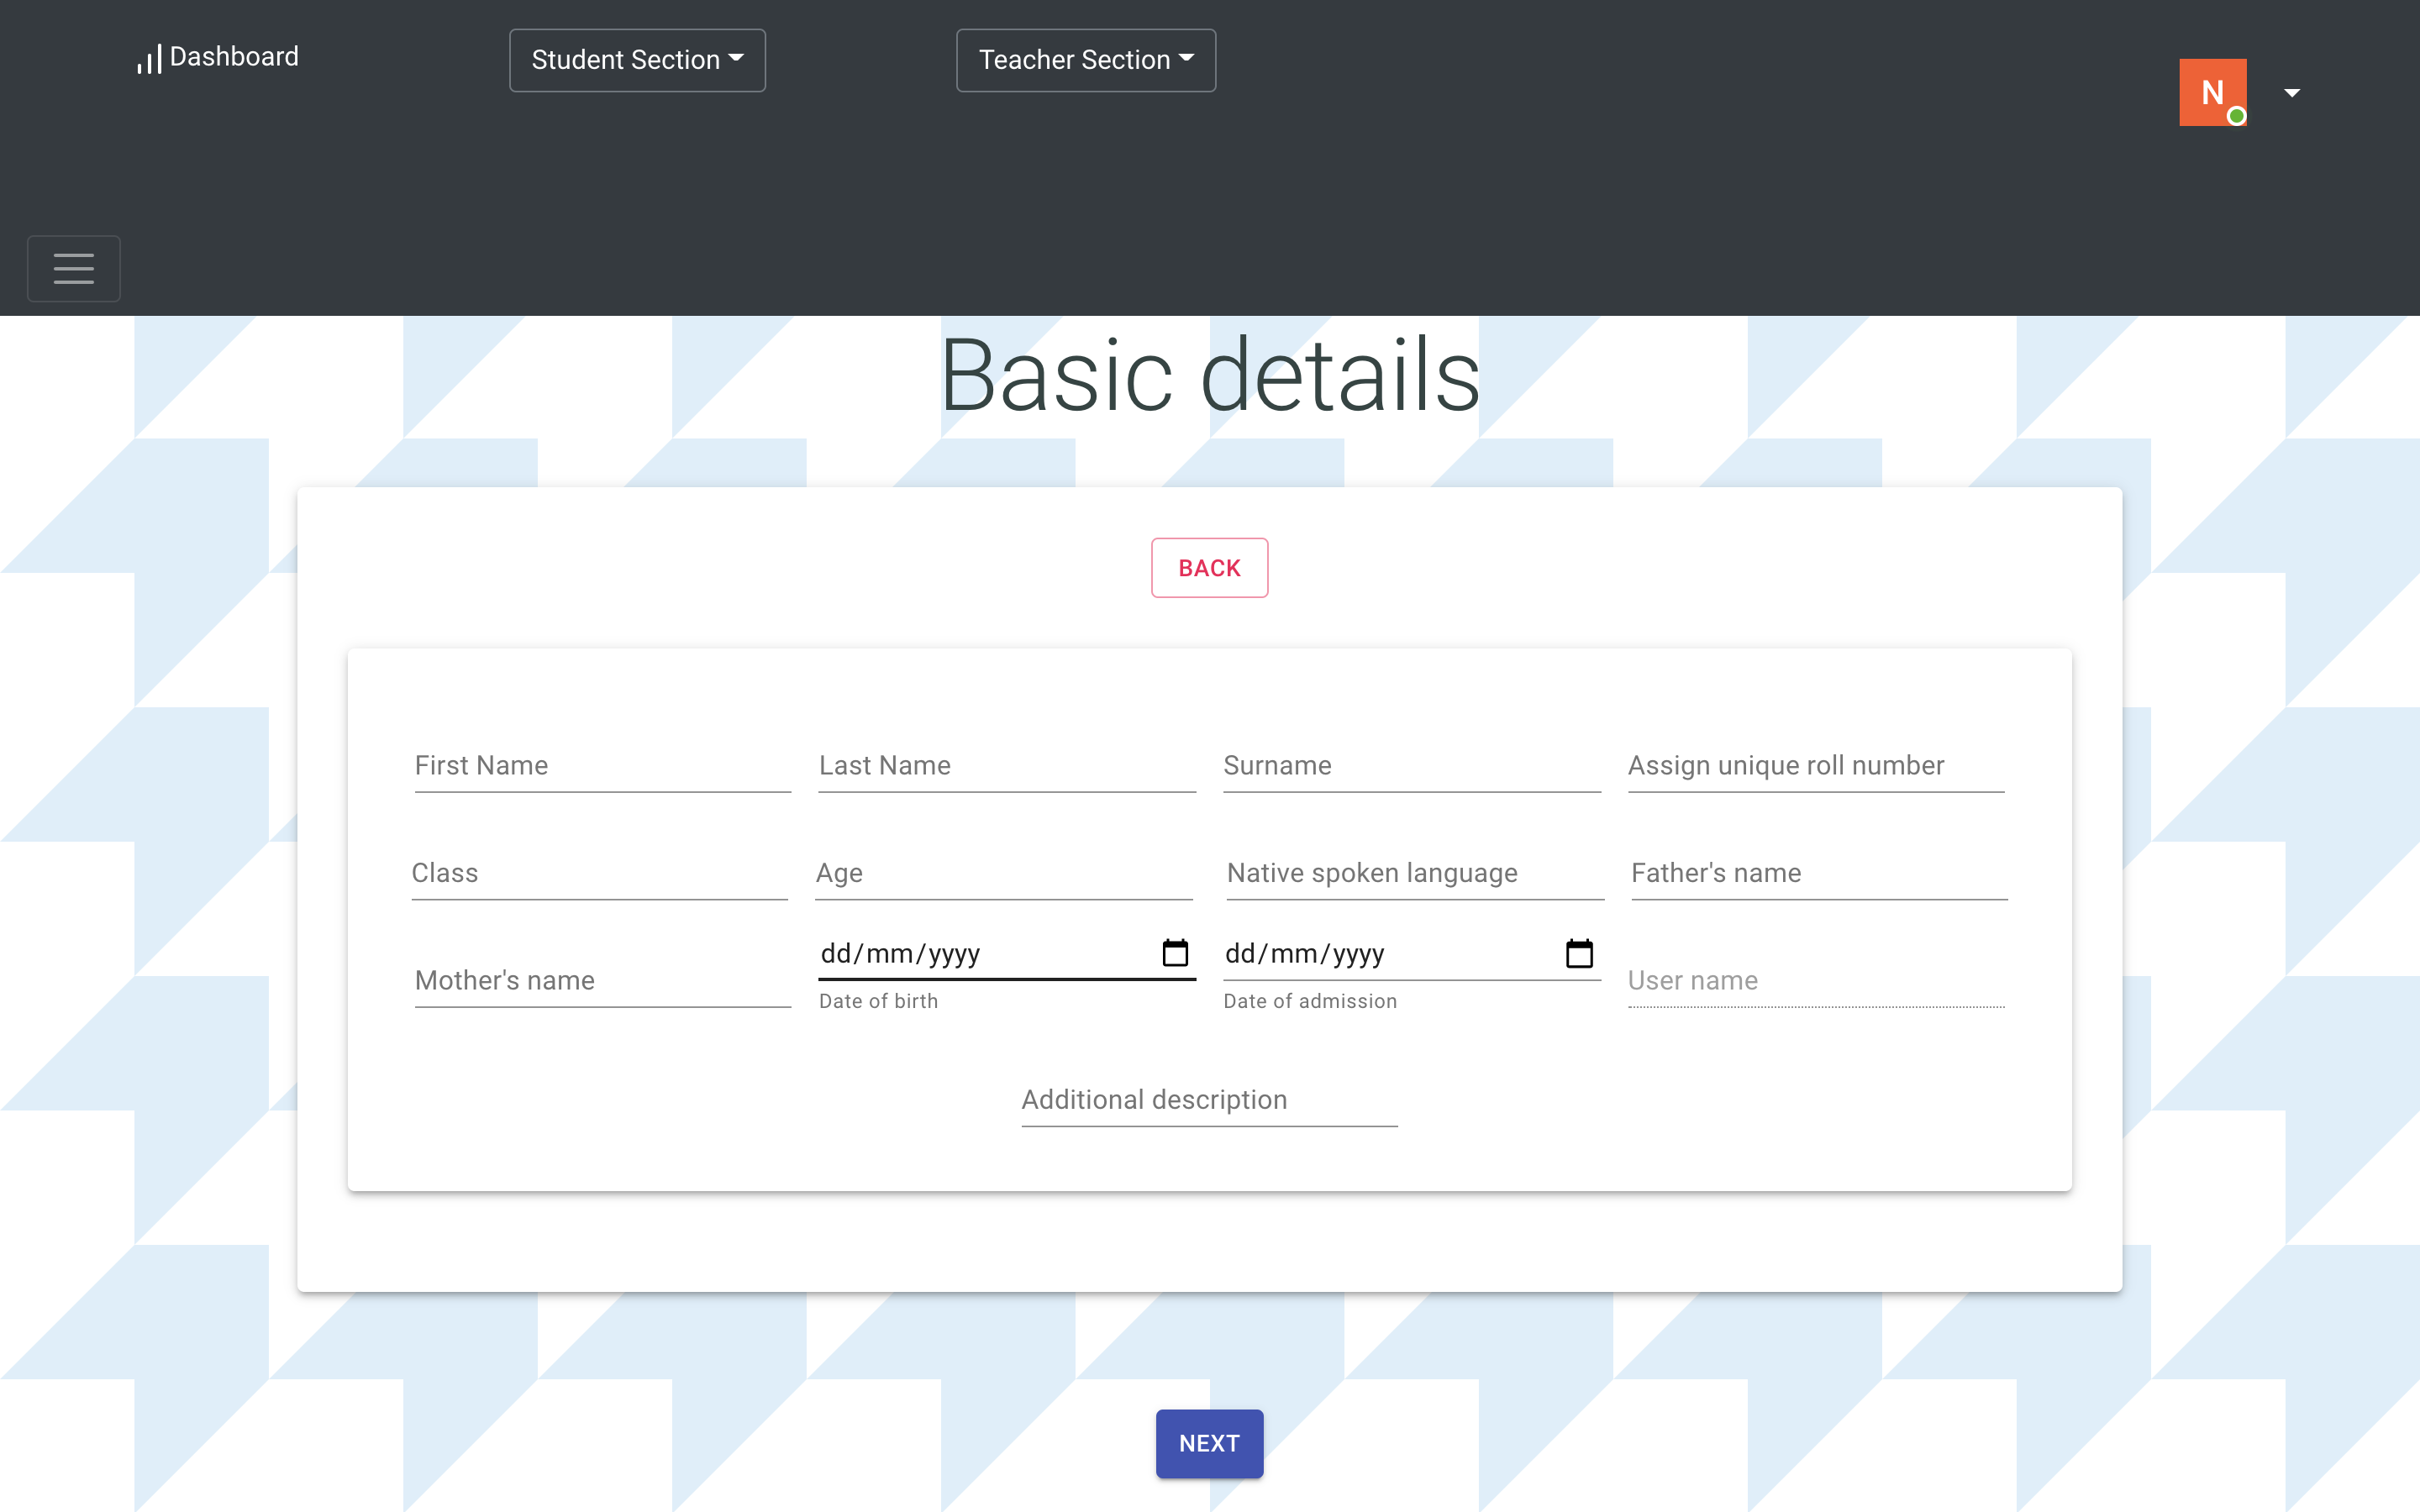 Dashboard
Student Section
Teacher Section
N
Basic details
BACK
First Name
Last Name
Surname
Assign unique roll number
Class
Age
Native spoken language
Father's name
Mother's name
dd/mm/yyyy
Date of birth
dd/mm/yyyy
Date of admission
User name
Additional description
NEXT